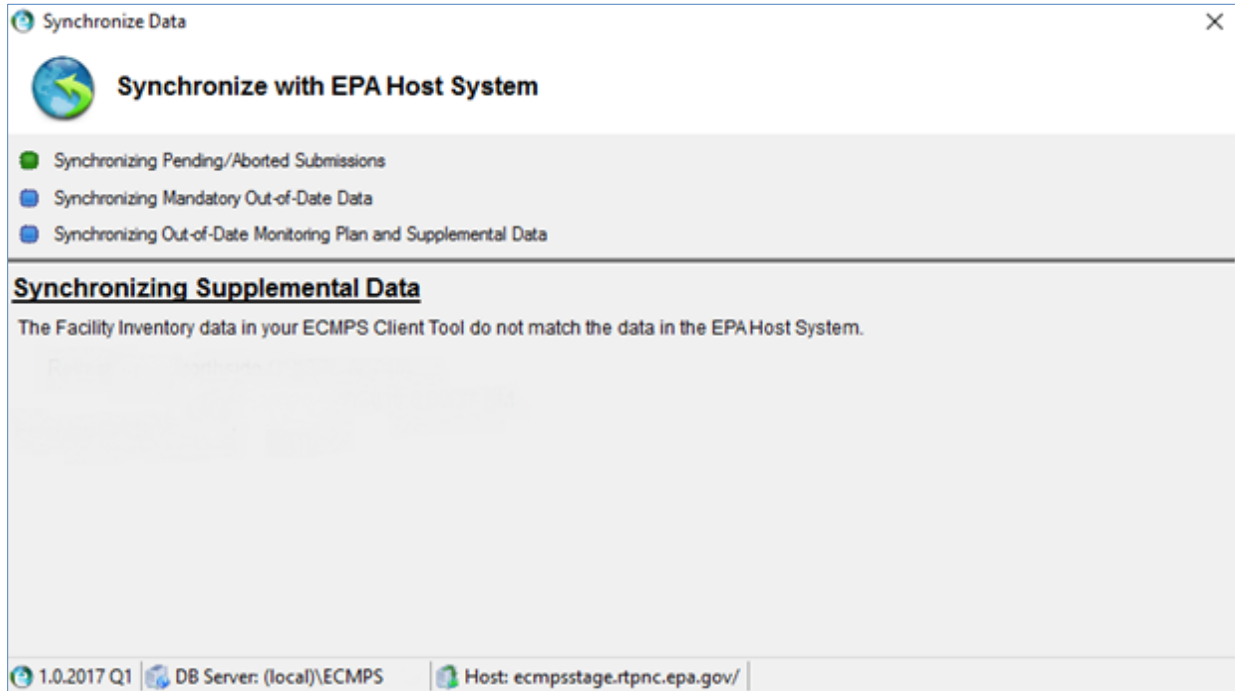 Synchronize Data
Synchronize with EPA Host System
Synchronizing Pending/Aborted Submissions
Synchronizing Mandatory Out-of-Date Data
Synchronizing Out-of-Date Monitoring Plan and Supplemental Data
Synchronizing Supplemental Data
The Facility Inventory data in your ECMPS Client Tool do not match the data in the EPA Host System.
1.0.2017 Q1 DB Server: (local)\ECMPS Host: ecmpsstage.rtpnc.epa.gov/